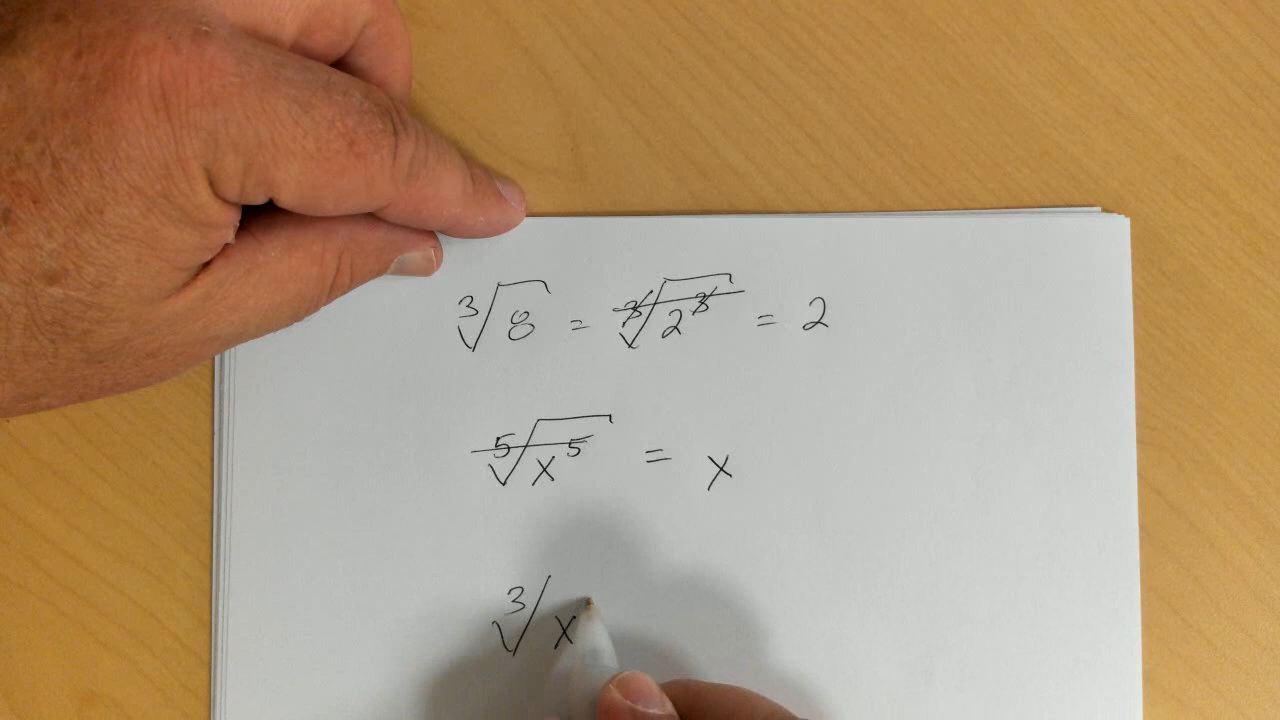 ∛8 = ∛2³ = 2
⁵√x⁵ = x
∛x